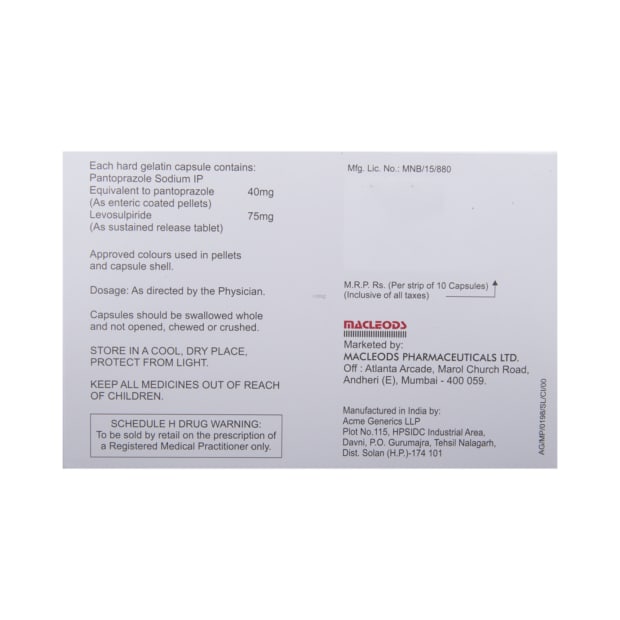 Each hard gelatin capsule contains:
Pantoprazole Sodium IP
Equivalent to pantoprazole 40mg
(As enteric coated pellets)
Levosulpiride 75mg
(As sustained release tablet)
Approved colours used in pellets
and capsule shell.
Dosage: As directed by the Physician.
Capsules should be swallowed whole
and not opened, chewed or crushed.
STORE IN A COOL, DRY PLACE,
PROTECT FROM LIGHT.
KEEP ALL MEDICINES OUT OF REACH
OF CHILDREN.
SCHEDULE H DRUG WARNING:
To be sold by retail on the prescription of
a Registered Medical Practitioner only.
Mfg. Lic. No.: MNB/15/880
M.R.P. Rs. (Per strip of 10 Capsules)
(Inclusive of all taxes)
MACLEODS
Marketed by:
MACLEODS PHARMACEUTICALS LTD.
Off : Atlanta Arcade, Marol Church Road,
Andheri (E), Mumbai - 400 059.
Manufactured in India by:
Acme Generics LLP
Plot No.115, HPSIDC Industrial Area,
Davni, P.O. Gurumajra, Tehsil Nalagarh,
Dist. Solan (H.P.)-174 101
AG/MP/0198/SL/CI/00